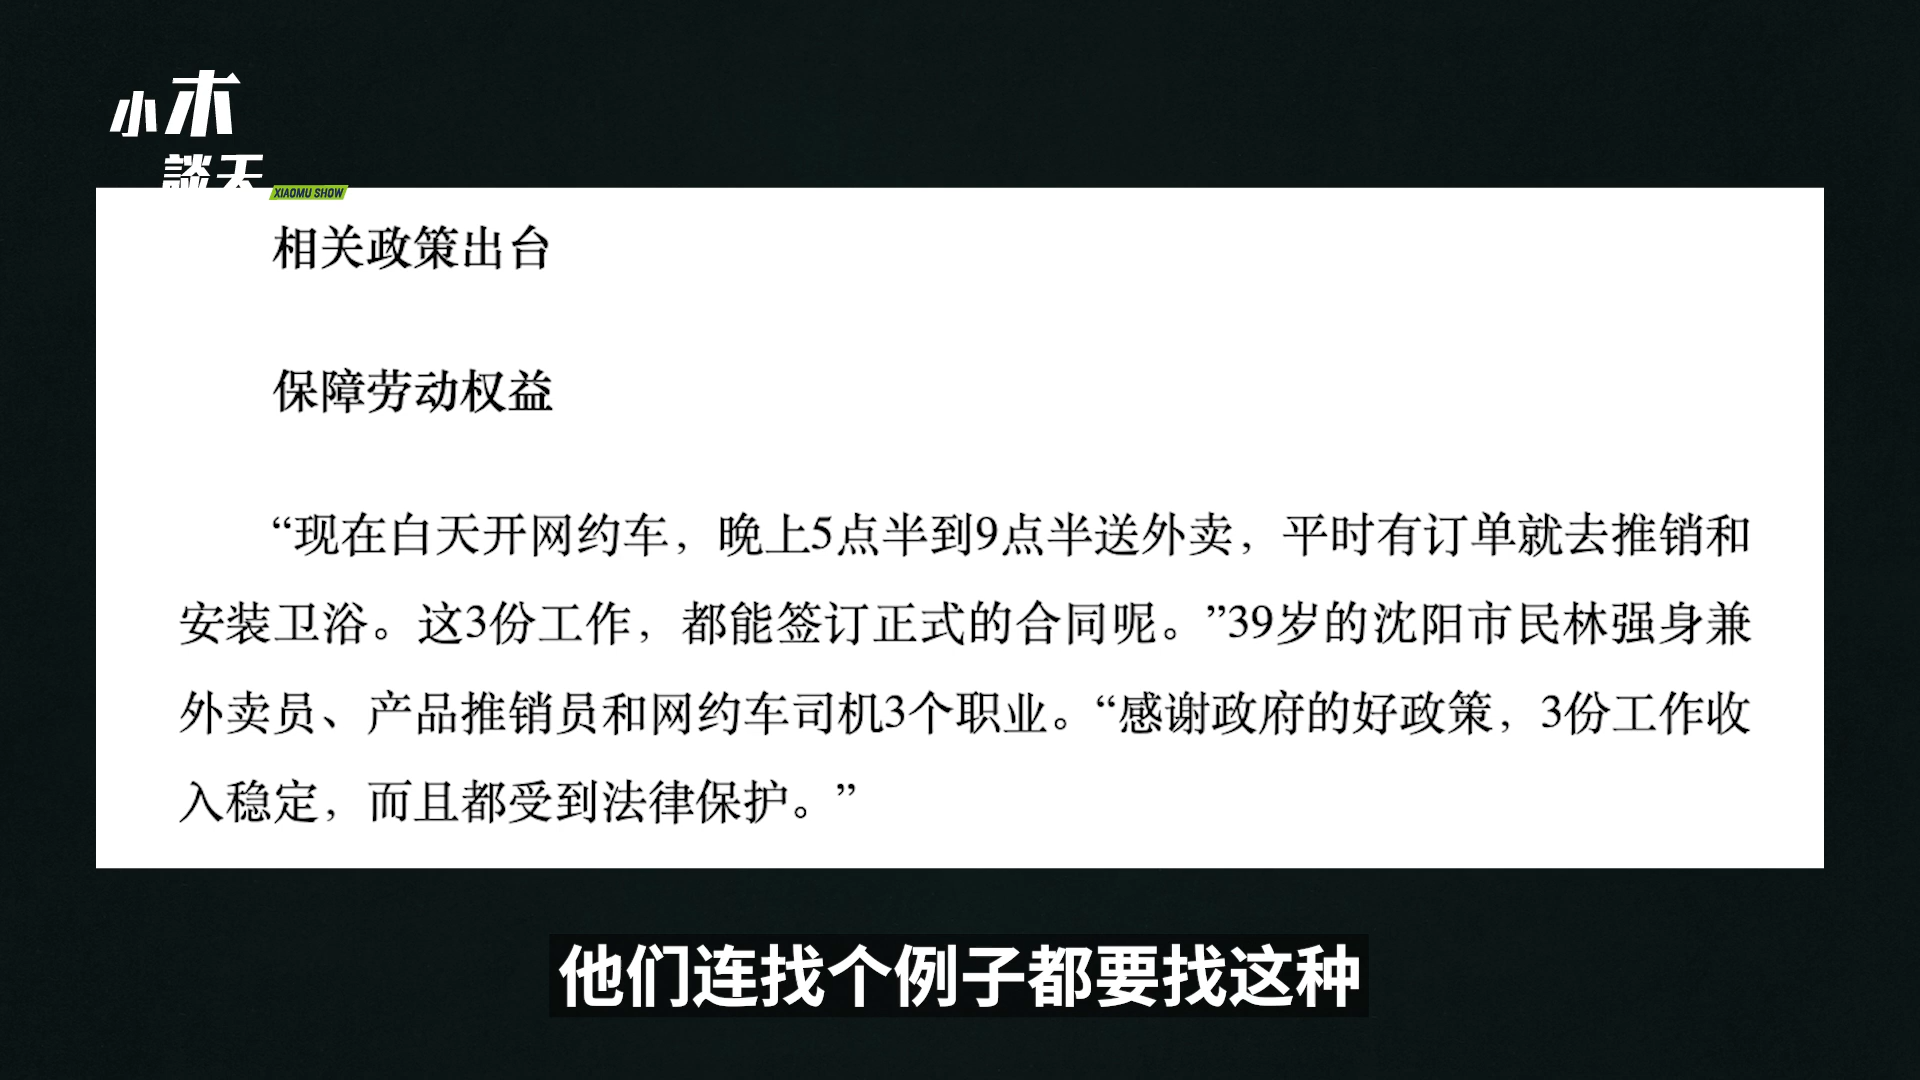 小木
談天
XIAOMU SHOW
相关政策出台
保障劳动权益
“现在白天开网约车，晚上5点半到9点半送外卖，平时有订单就去推销和
安装卫浴。这3份工作，都能签订正式的合同呢。”39岁的沈阳市民林强身兼
外卖员、产品推销员和网约车司机3个职业。“感谢政府的好政策，3份工作收
入稳定，而且都受到法律保护。”
他们连找个例子都要找这种